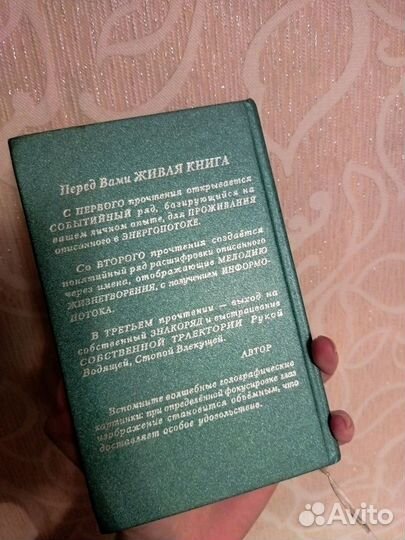 Перед Вами ЖИВАЯ КНИГА
С ПЕРВОГО прочтения открывается
СОБЫТИЙНЫЙ ряд, базирующийся на
вашем личном опыте, для ПРОЖИВАНИЯ
описанного в ЭНЕРГОПОТОКЕ.
Со ВТОРОГО прочтения создаётся
понятийный ряд расшифровки описанного
через имена, отображающие МЕЛОДИЮ
ЖИЗНЕТВОРЕНИЯ, с получением ИНФОРМО-
ПОТОКА.
В ТРЕТЬЕМ прочтении — выход на
собственный ЗНАКОРЯД и выстраивание
СОБСТВЕННОЙ ТРАЕКТОРИИ Рукой
Водящей, Стопой Влекущей.
АВТОР
Вспомните волшебные голографические
картинки: при определённой фокусировке глаз
изображение становится объёмным, что
доставляет особое удовольствие.
Avito